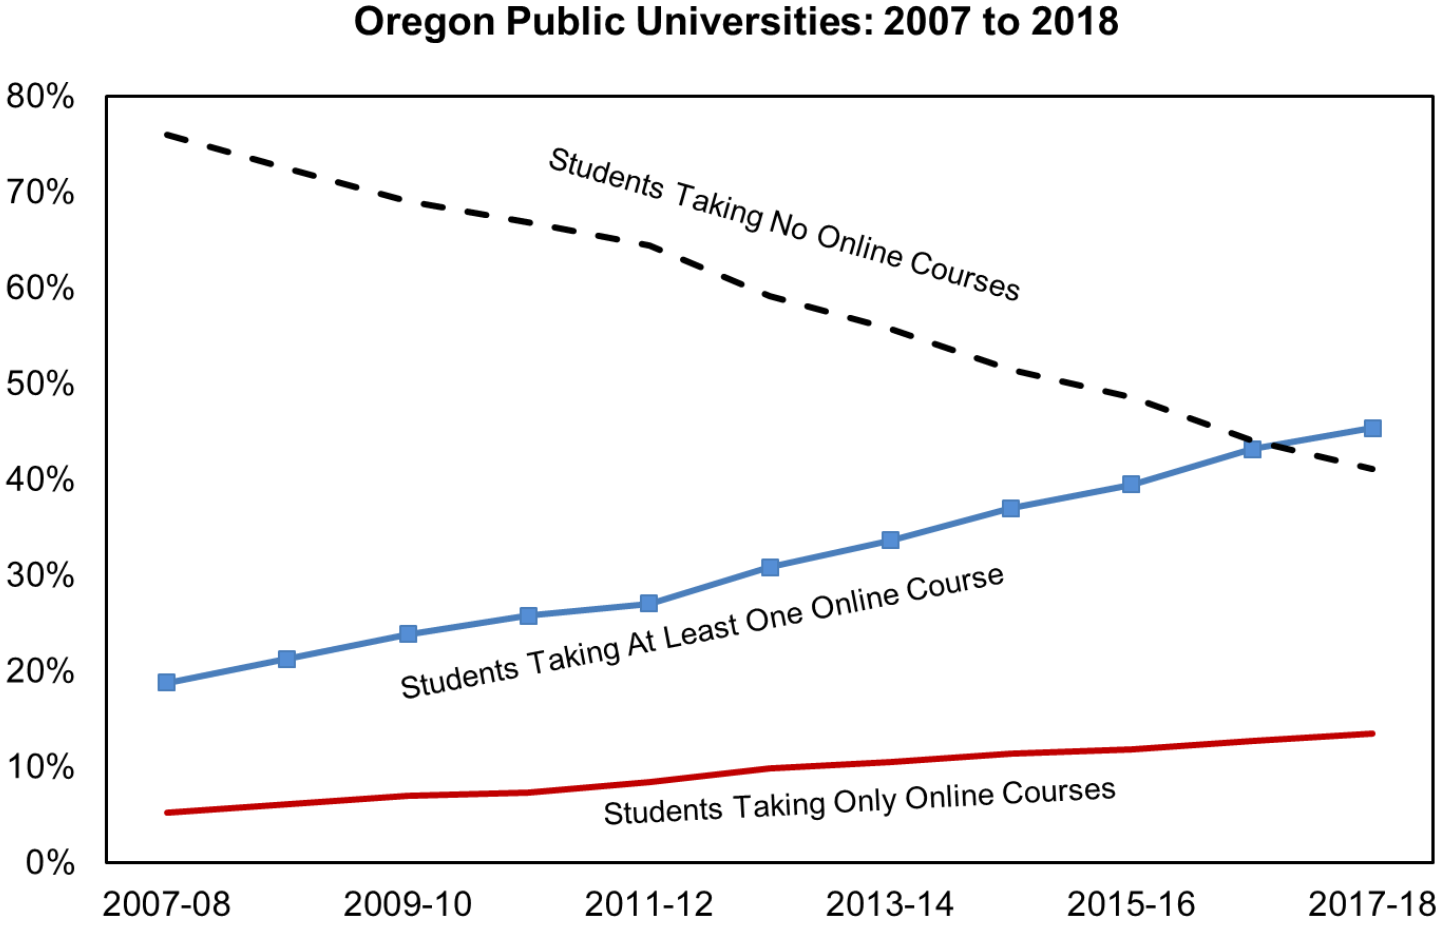 Oregon Public Universities: 2007 to 2018
80%
70%
60%
50%
40%
30%
20%
10%
0%
Students Taking No Online Courses
Students Taking At Least One Online Course
Students Taking Only Online Courses
2007-08 2009-10 2011-12 2013-14 2015-16 2017-18